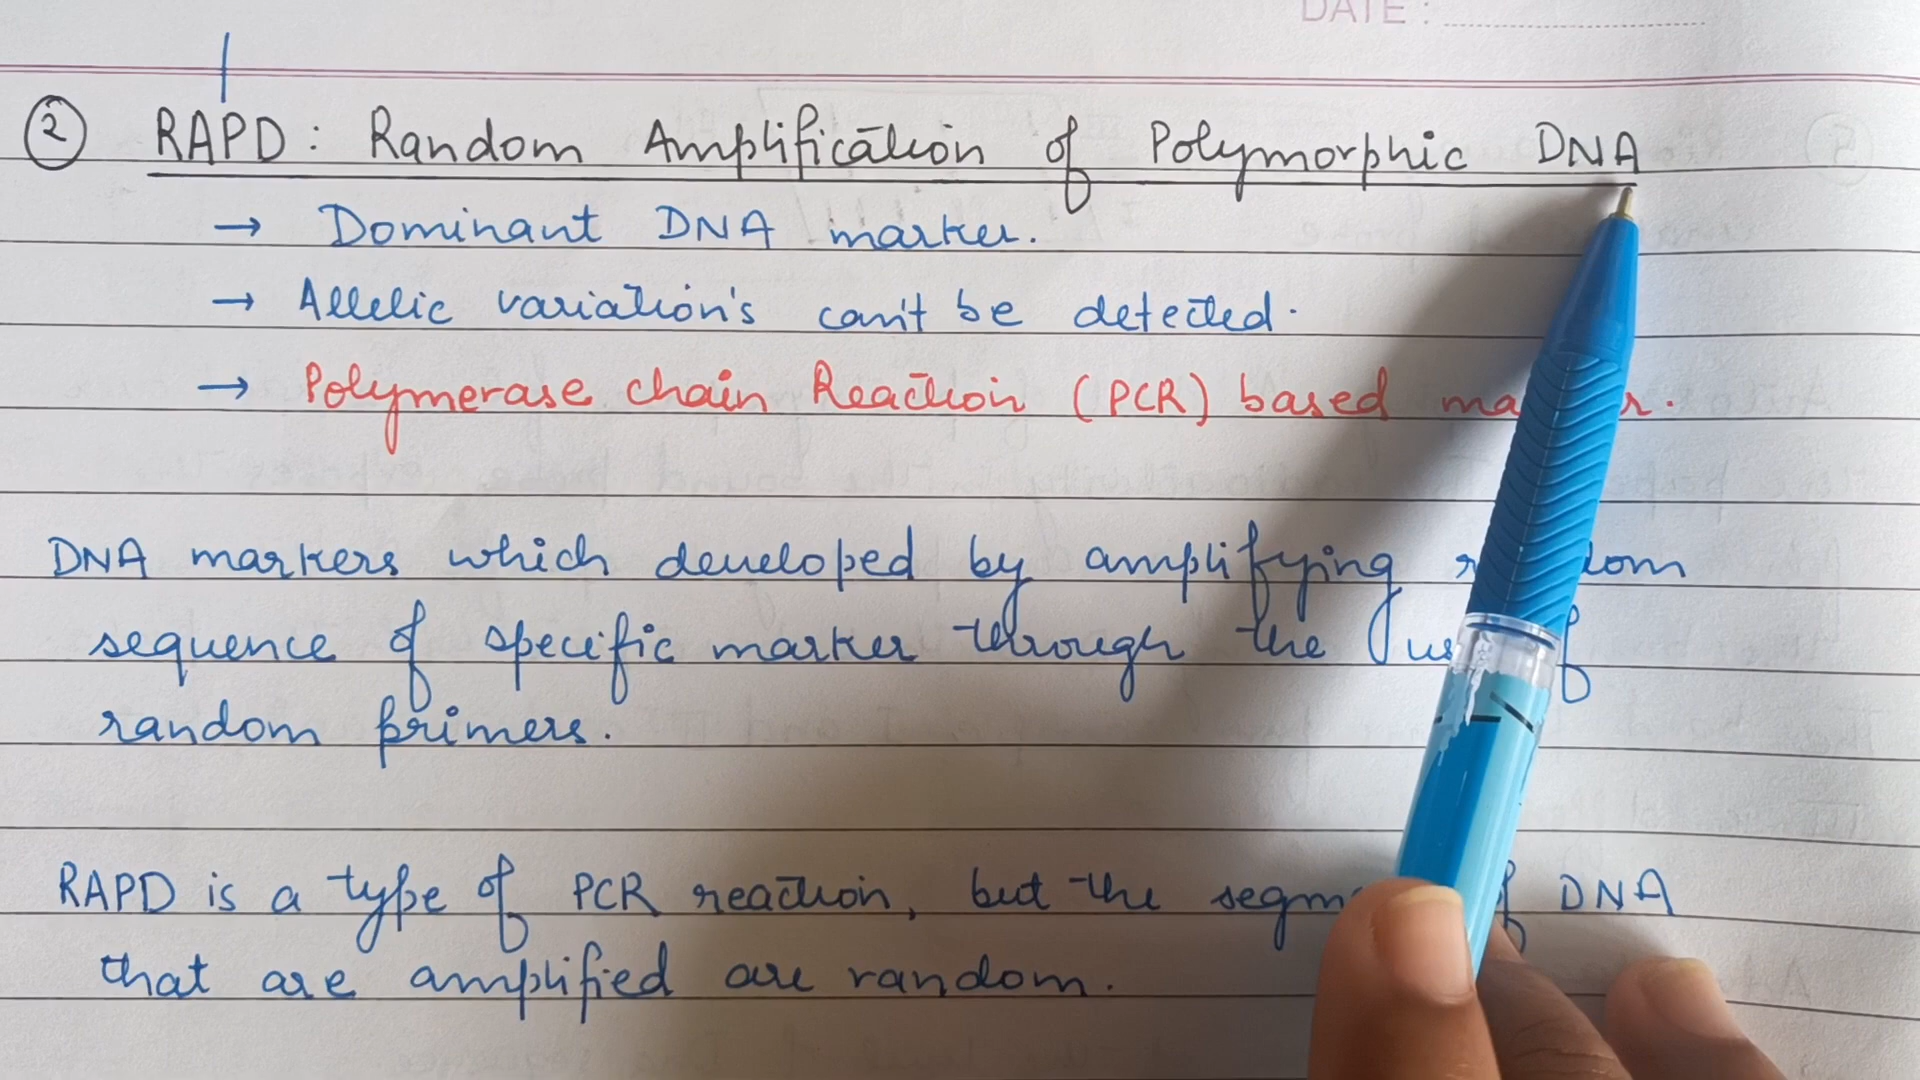 DATE :
2 RAPD : Random Amplification of Polymorphic DNA
→ Dominant DNA marker.
→ Allelic variation's can't be detected.
→ Polymerase chain Reaction (PCR) based
DNA markers which developed by amplifying
sequence of specific marker through the
random primers.
RAPD is a type of PCR reaction, but the of DNA
that are amplified are random.